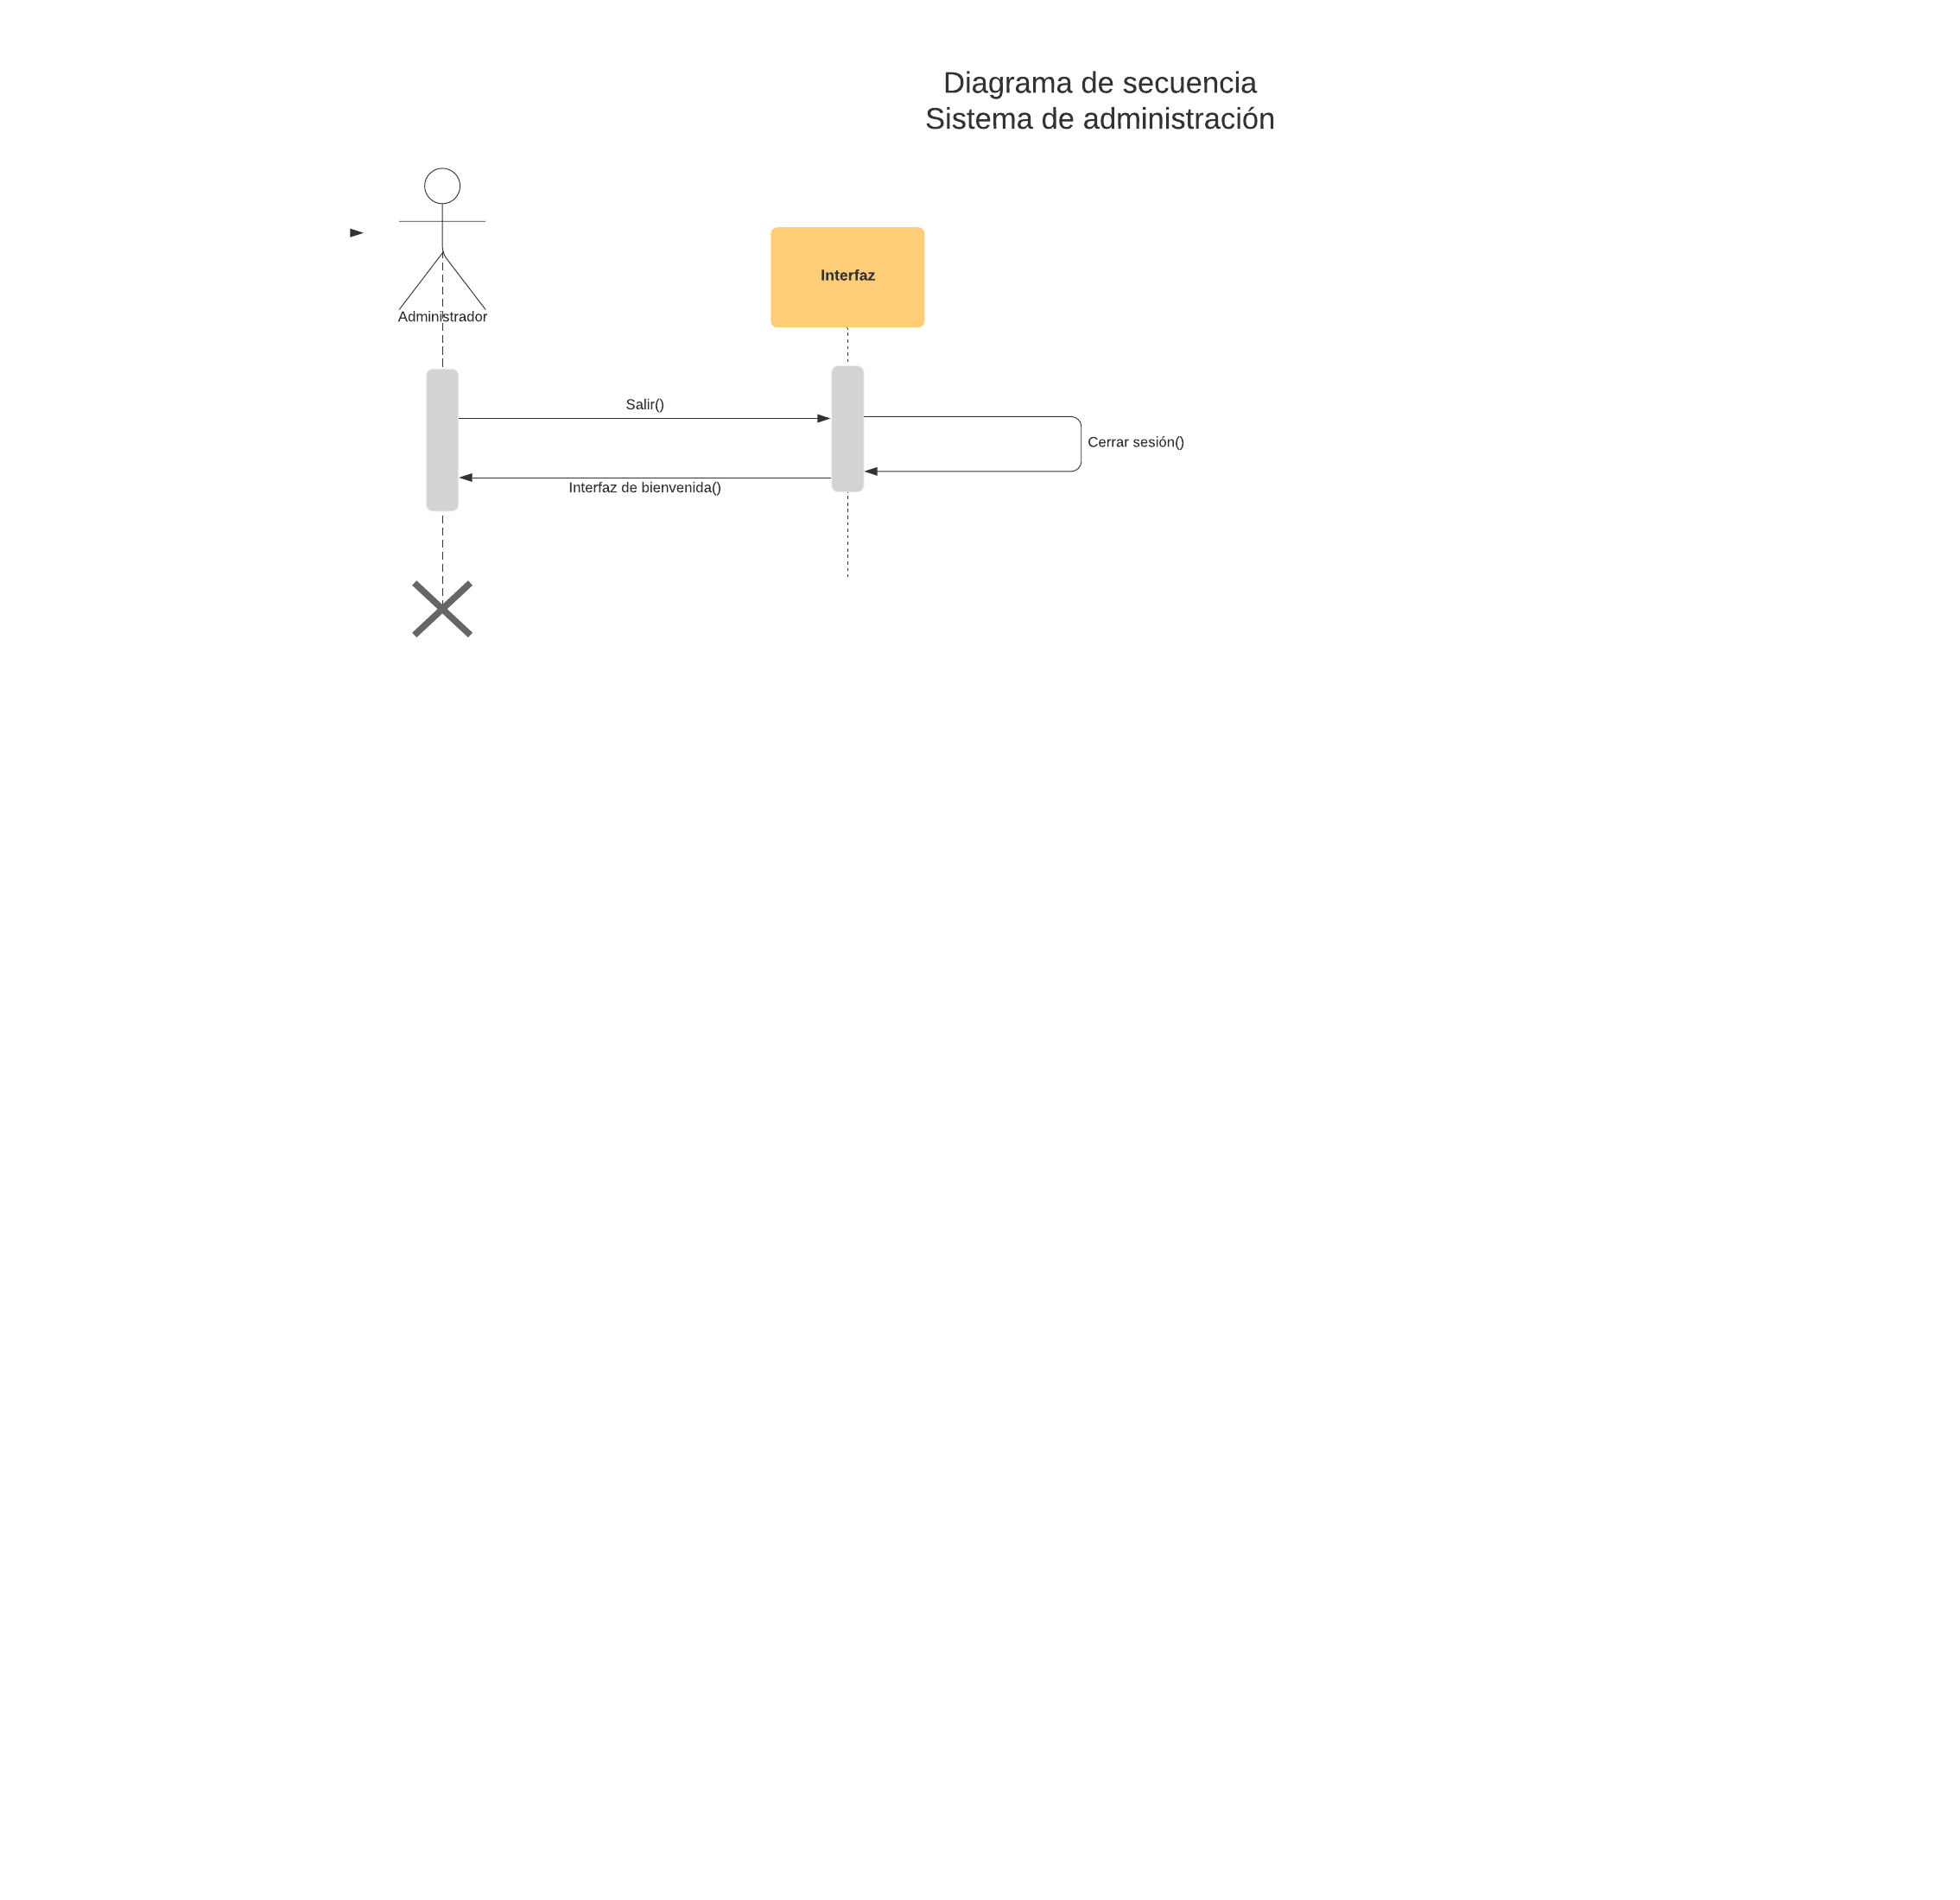 Diagrama de secuencia
Sistema de administración
Interfaz
Administrador
Salir()
Cerrar sesión()
Interfaz de bienvenida()